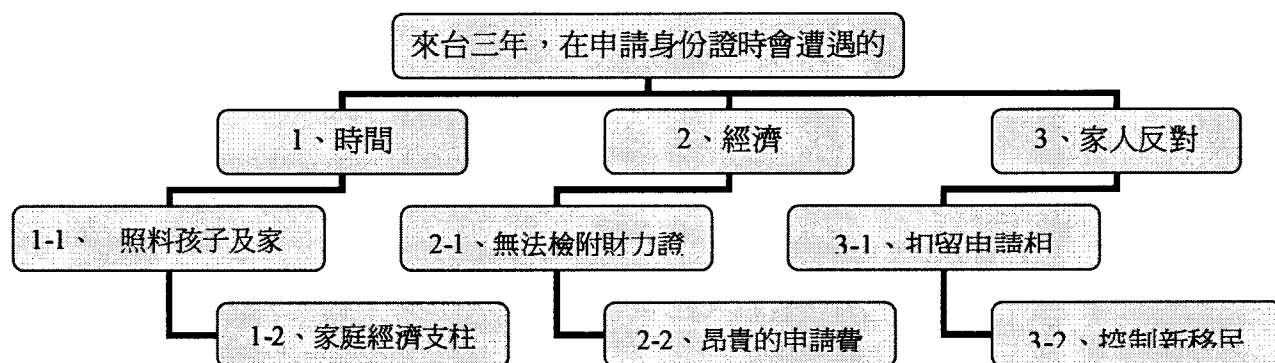 來台三年，在申請身份證時會遭遇的
1、時間
2、經濟
3、家人反對
1-1、 照料孩子及家
2-1、無法檢附財力證
3-1、扣留申請相
1-2、家庭經濟支柱
2-2、昂貴的申請費
3-2、控制新移民